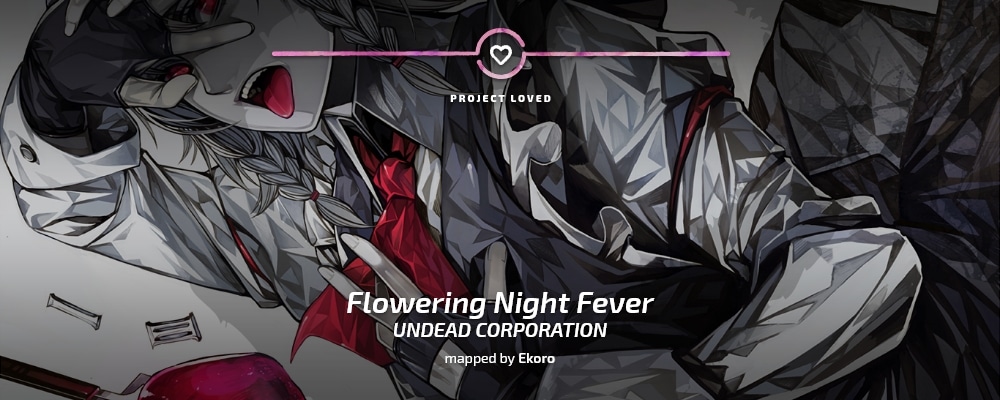 PROJECT LOVED
Flowering Night Fever
UNDEAD CORPORATION
mapped by Ekoro